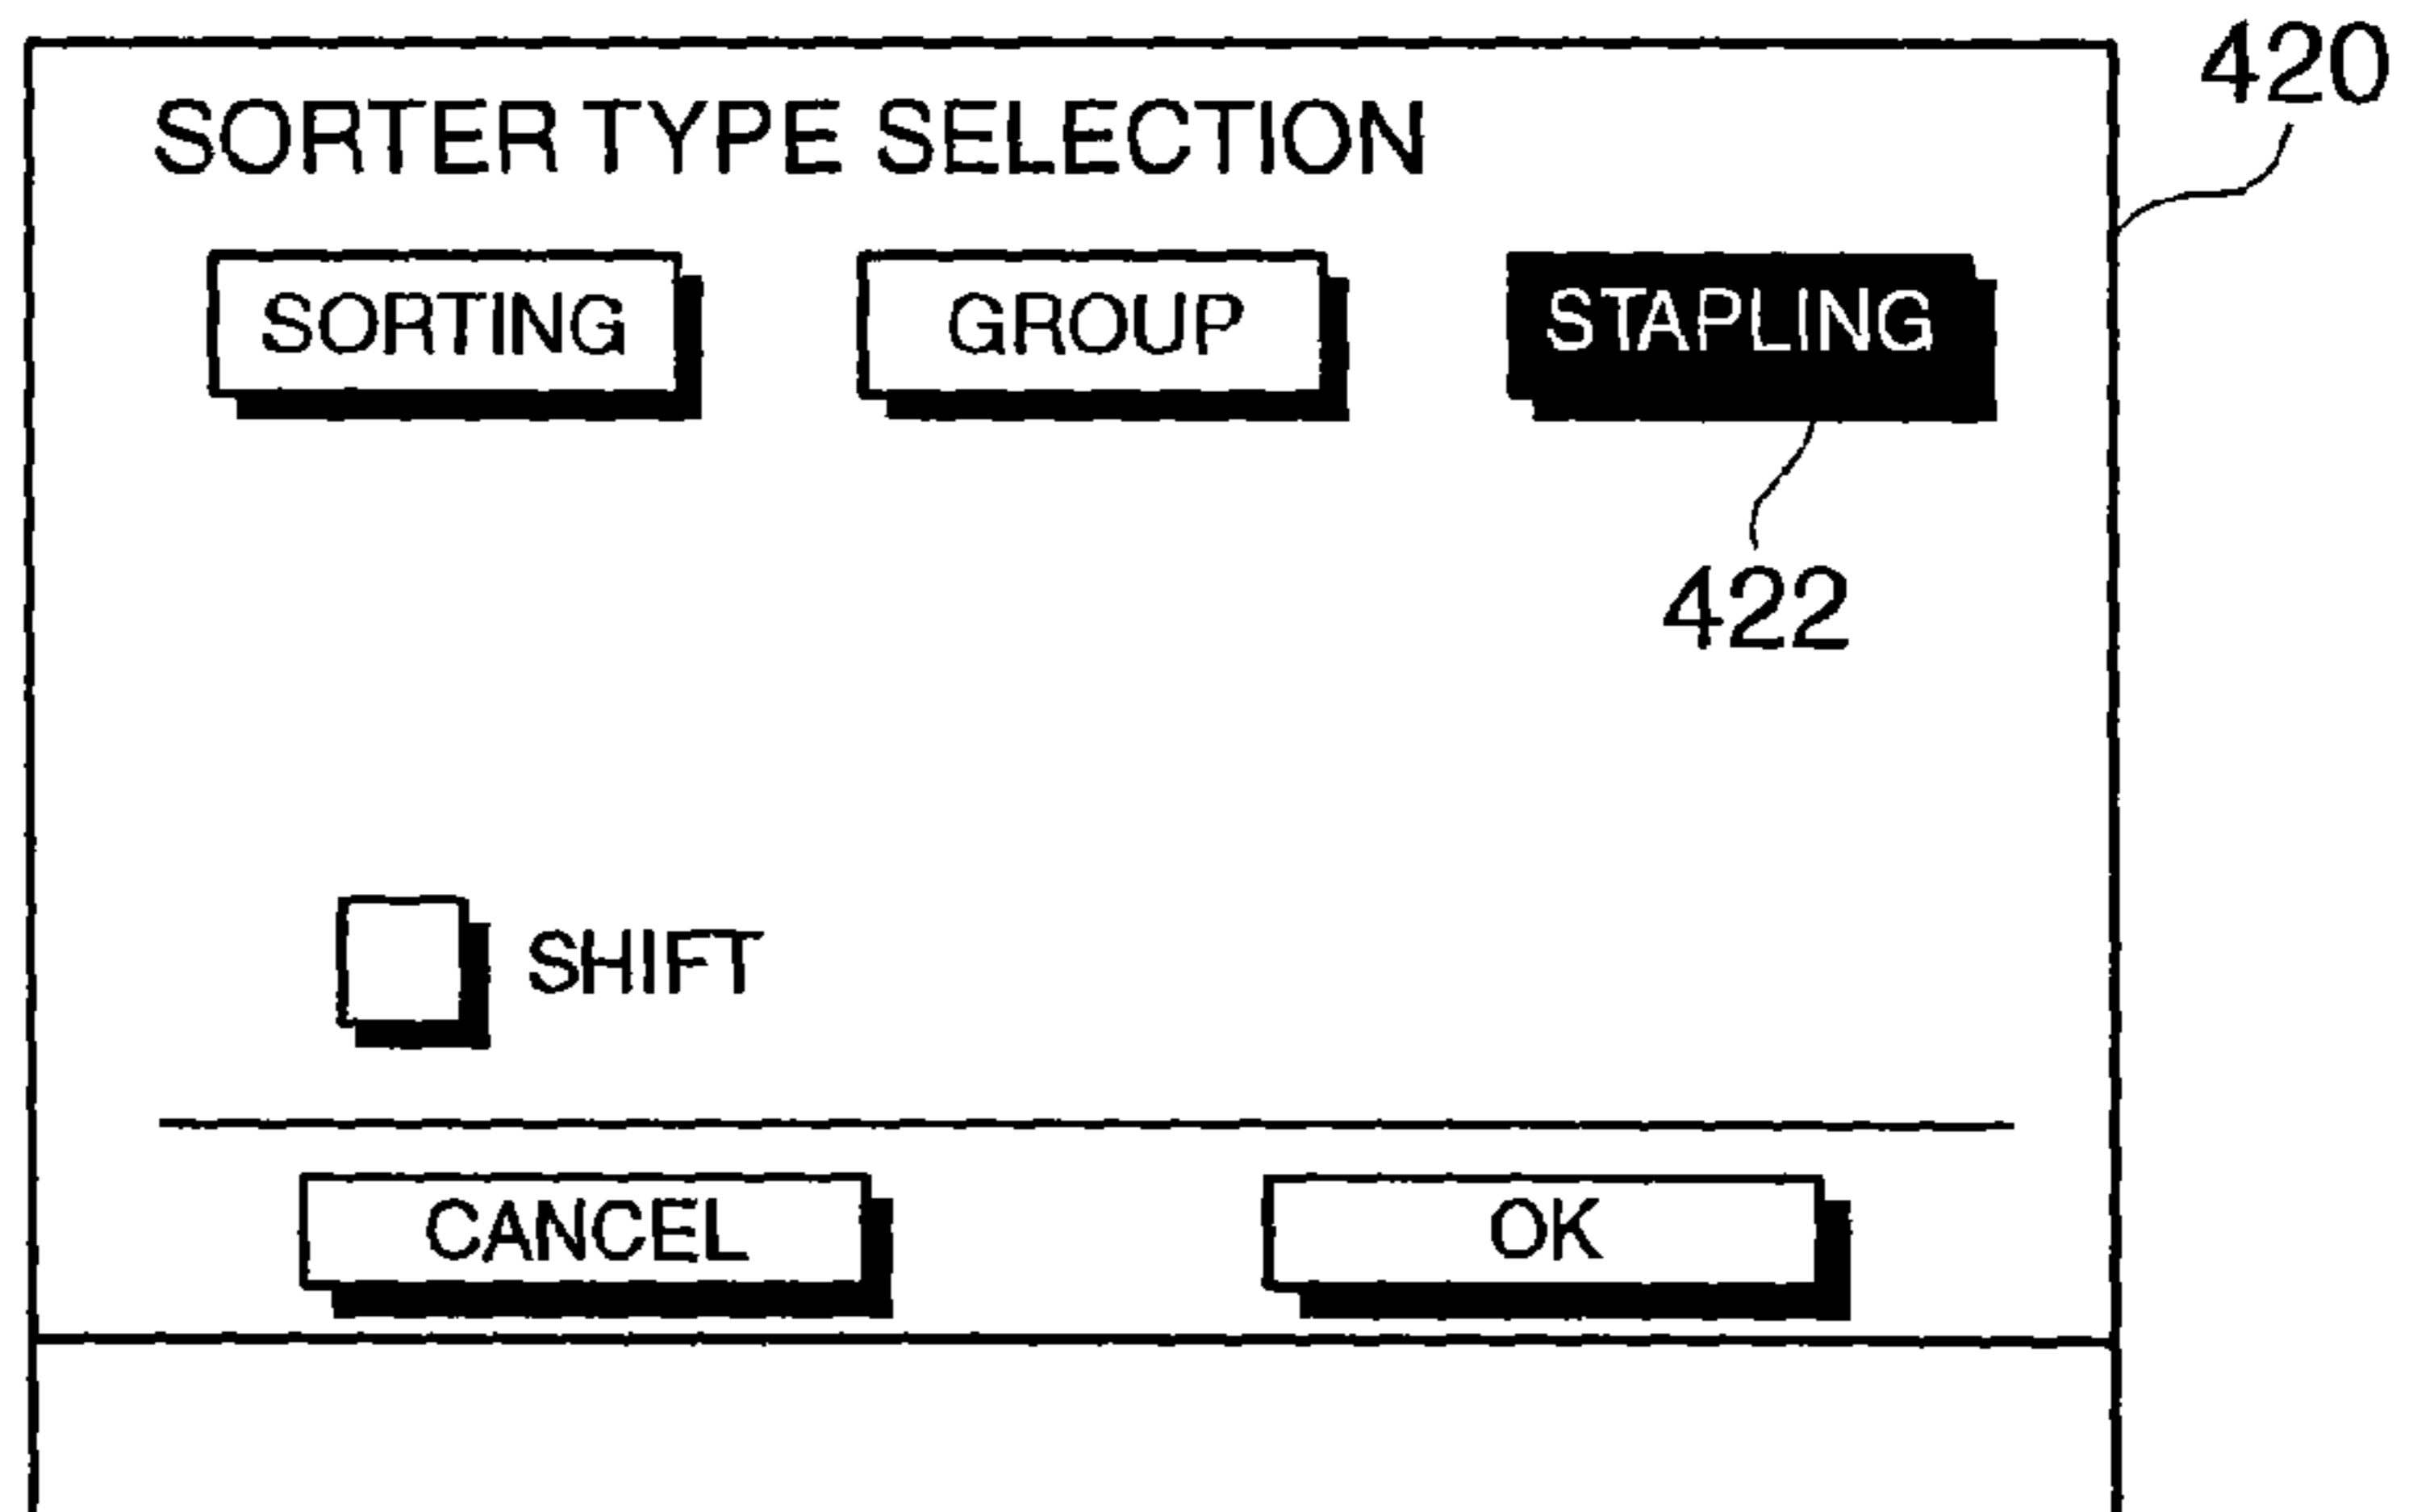 420
SORTER TYPE SELECTION
SORTING GROUP STAPLING
422
SHIFT
CANCEL OK